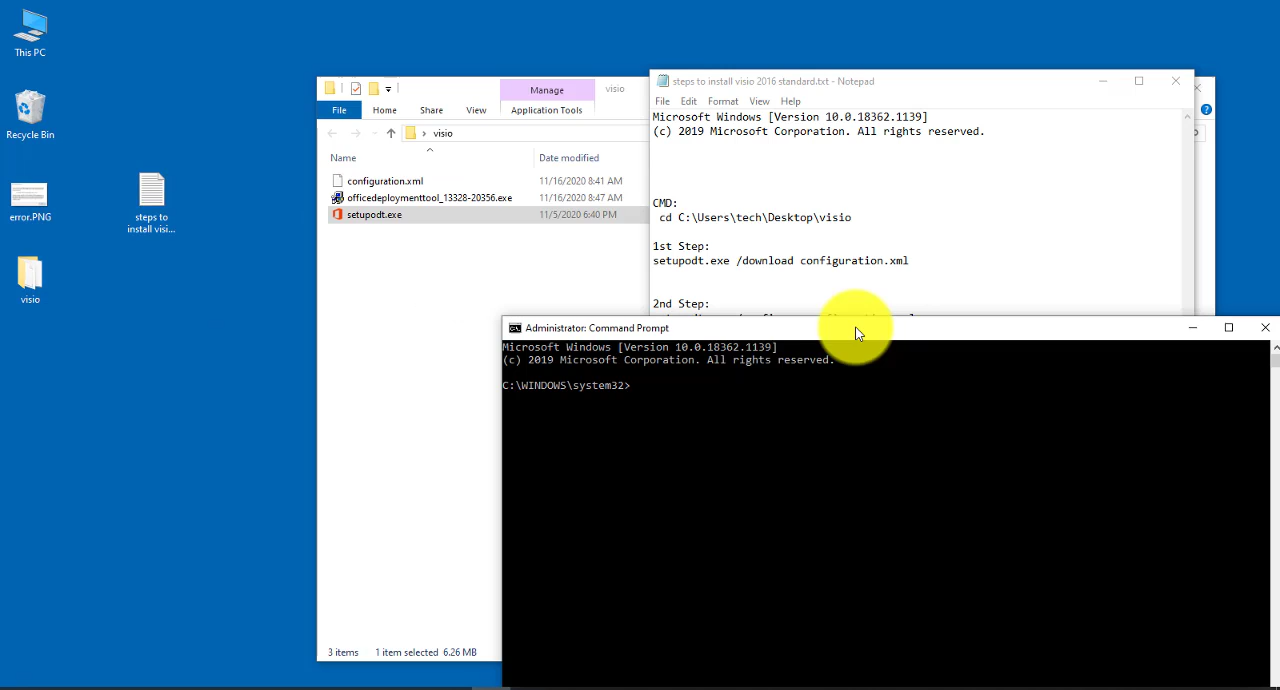 This PC
Recycle Bin
error.PNG
steps to
install visi...
visio
Manage
visio
File
Home
Share
View
Application Tools
visio
Name
Date modified
configuration.xml
11/16/2020 8:41 AM
officedeploymenttool_13328-20356.exe
11/16/2020 8:47 AM
setupodt.exe
11/5/2020 6:40 PM
3 items
1 item selected 6.26 MB
steps to install visio 2016 standard.txt - Notepad
File Edit Format View Help
Microsoft Windows [Version 10.0.18362.1139]
(c) 2019 Microsoft Corporation. All rights reserved.
CMD:
cd C:\Users\tech\Desktop\visio
1st Step:
setupodt.exe /download configuration.xml
2nd Step:
Administrator: Command Prompt
Microsoft Windows [Version 10.0.18362.1139]
(c) 2019 Microsoft Corporation. All rights reserved.
C:\WINDOWS\system32>